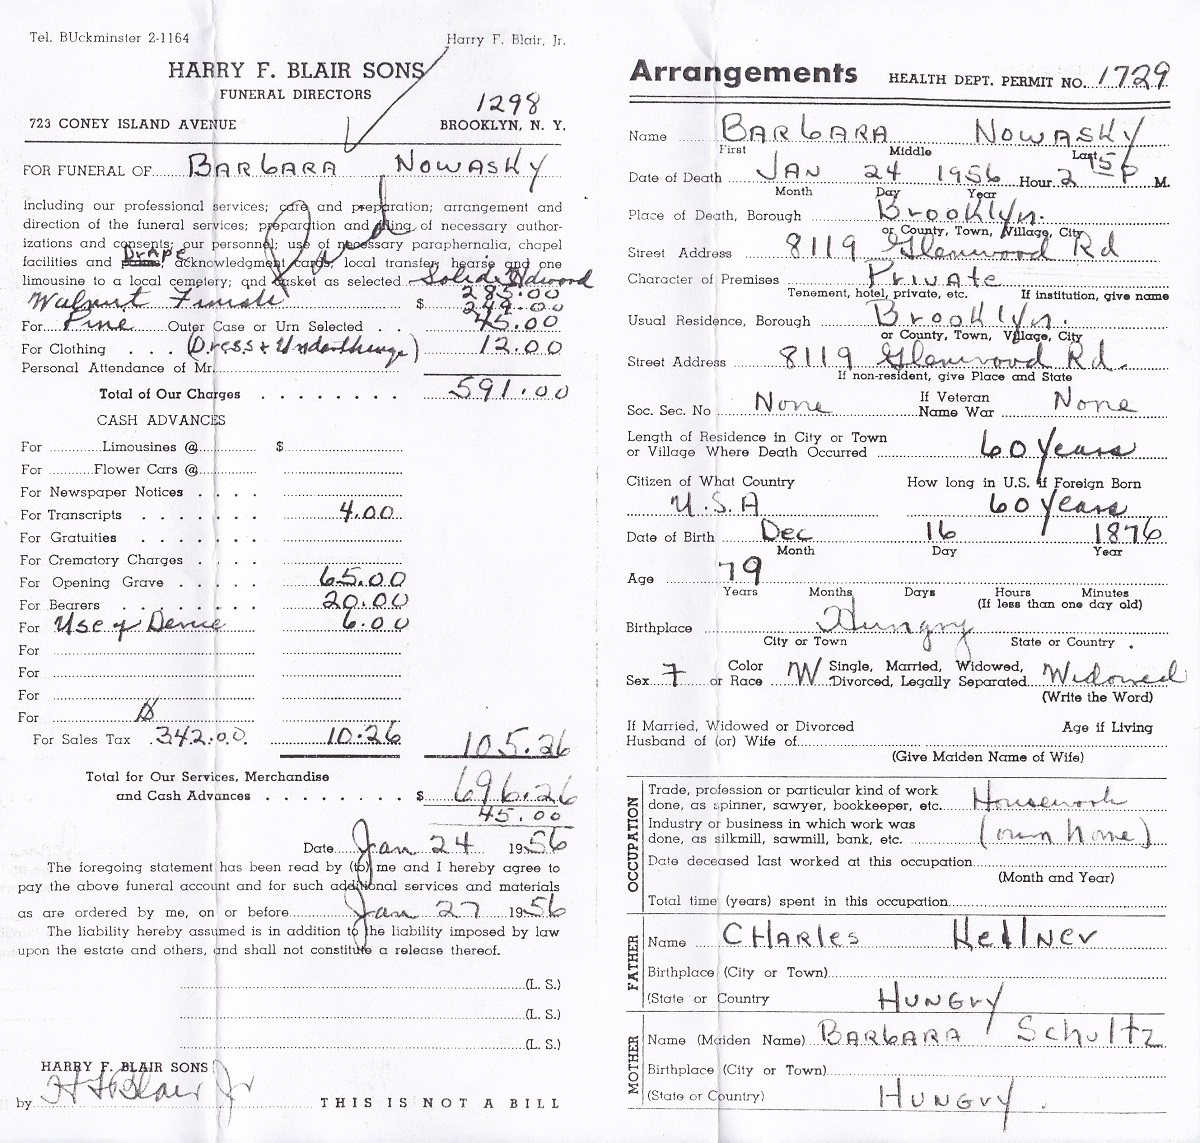 Tel. BUckminster 2-1164 Harry F. Blair, Jr.
HARRY F. BLAIR SONS
FUNERAL DIRECTORS
1298
723 CONEY ISLAND AVENUE BROOKLYN, N. Y.
FOR FUNERAL OF BARbARA NOWASKY
including our professional services; care and preparation; arrangement and
direction of the funeral services; preparation and filing of necessary author-
izations and consents; our personnel; use of necessary paraphernalia, chapel
DRAPE
facilities and palms; acknowledgment cards; local transfer; hearse and one
limousine to a local cemetery; qnd casket as selected Solid Hdwood
Paid
Walnut Finish 285.00
$ 249.00
For Pine Outer Case or Urn Selected . . 45.00
For Clothing . . . (Dress & Underthings) 12.00
Personal Attendance of Mr.
Total of Our Charges . . . . . . . . 591.00
CASH ADVANCES
For Limousines @ $
For Flower Cars @
For Newspaper Notices . . . .
For Transcripts . . . . . . . 4.00
For Gratuities . . . . . . .
For Crematory Charges . . . .
For Opening Grave . . . . . 65.00
For Bearers . . . . . . . . 20.00
For Use of Device 6.00
For
For
For
For
For Sales Tax 342.00. 10.26 105.26
Total for Our Services, Merchandise
and Cash Advances . . . . . . . . $ 696.26
45.00
Date Jan 24 1956
The foregoing statement has been read by (to) me and I hereby agree to
pay the above funeral account and for such additional services and materials
as are ordered by me, on or before Jan 27 1956
The liability hereby assumed is in addition to the liability imposed by law
upon the estate and others, and shall not constitute a release thereof.
(L. S.)
(L. S.)
(L. S.)
HARRY F. BLAIR SONS
by H F Blair Jr THIS IS NOT A BILL
Arrangements HEALTH DEPT. PERMIT NO. 1729
Name BARbARA NOWASKY
First Middle Last
Date of Death JAN 24 1956 Hour 2 15 P M.
Month Day Year
Place of Death, Borough Brooklyn.
or County, Town, Village, City
Street Address 8119 Glenwood Rd
Character of Premises Private
Tenement, hotel, private, etc. If institution, give name
Usual Residence, Borough Brooklyn.
or County, Town, Village, City
Street Address 8119 Glenwood Rd.
If non-resident, give Place and State
Soc. Sec. No None If Veteran Name War None
Length of Residence in City or Town
or Village Where Death Occurred 60 Years
Citizen of What Country How long in U.S. if Foreign Born
U.S.A 60 Years
Date of Birth Dec 16 1876
Month Day Year
Age 79
Years Months Days Hours Minutes
(If less than one day old)
Birthplace Hungry
City or Town State or Country .
Sex F Color or Race W Single, Married, Widowed, Divorced, Legally Separated Widowed
(Write the Word)
If Married, Widowed or Divorced Age if Living
Husband of (or) Wife of
(Give Maiden Name of Wife)
OCCUPATION
Trade, profession or particular kind of work
done, as spinner, sawyer, bookkeeper, etc. Housework
Industry or business in which work was
done, as silkmill, sawmill, bank, etc. (own home)
Date deceased last worked at this occupation
(Month and Year)
Total time (years) spent in this occupation
FATHER
Name CHARles Kellner
Birthplace (City or Town)
(State or Country HUNGRY
MOTHER
Name (Maiden Name) BARbARA Schultz
Birthplace (City or Town)
(State or Country) HUNGRY.